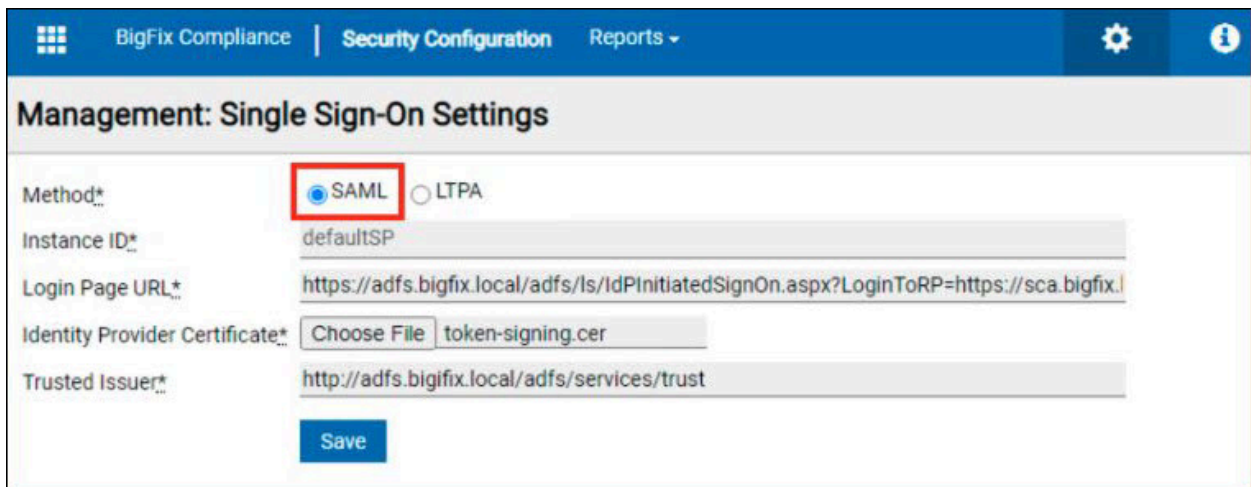 BigFix Compliance | Security Configuration Reports
Management: Single Sign-On Settings
Method* SAML LTPA
Instance ID* defaultSP
Login Page URL* https://adfs.bigfix.local/adfs/ls/IdPInitiatedSignOn.aspx?LoginToRP=https://sca.bigfix.l
Identity Provider Certificate* Choose File token-signing.cer
Trusted Issuer* http://adfs.bigifix.local/adfs/services/trust
Save